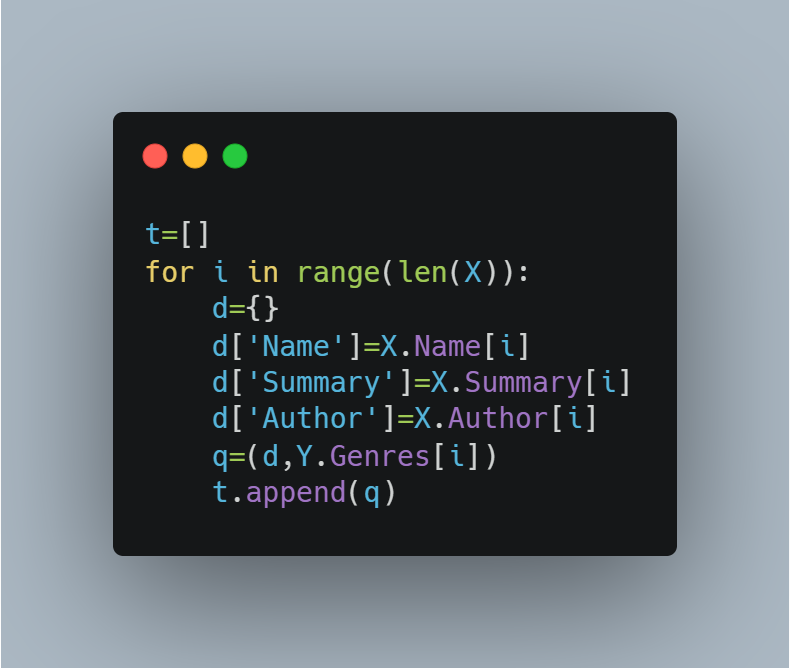 t=[]
for i in range(len(X)):
    d={}
    d['Name']=X.Name[i]
    d['Summary']=X.Summary[i]
    d['Author']=X.Author[i]
    q=(d,Y.Genres[i])
    t.append(q)